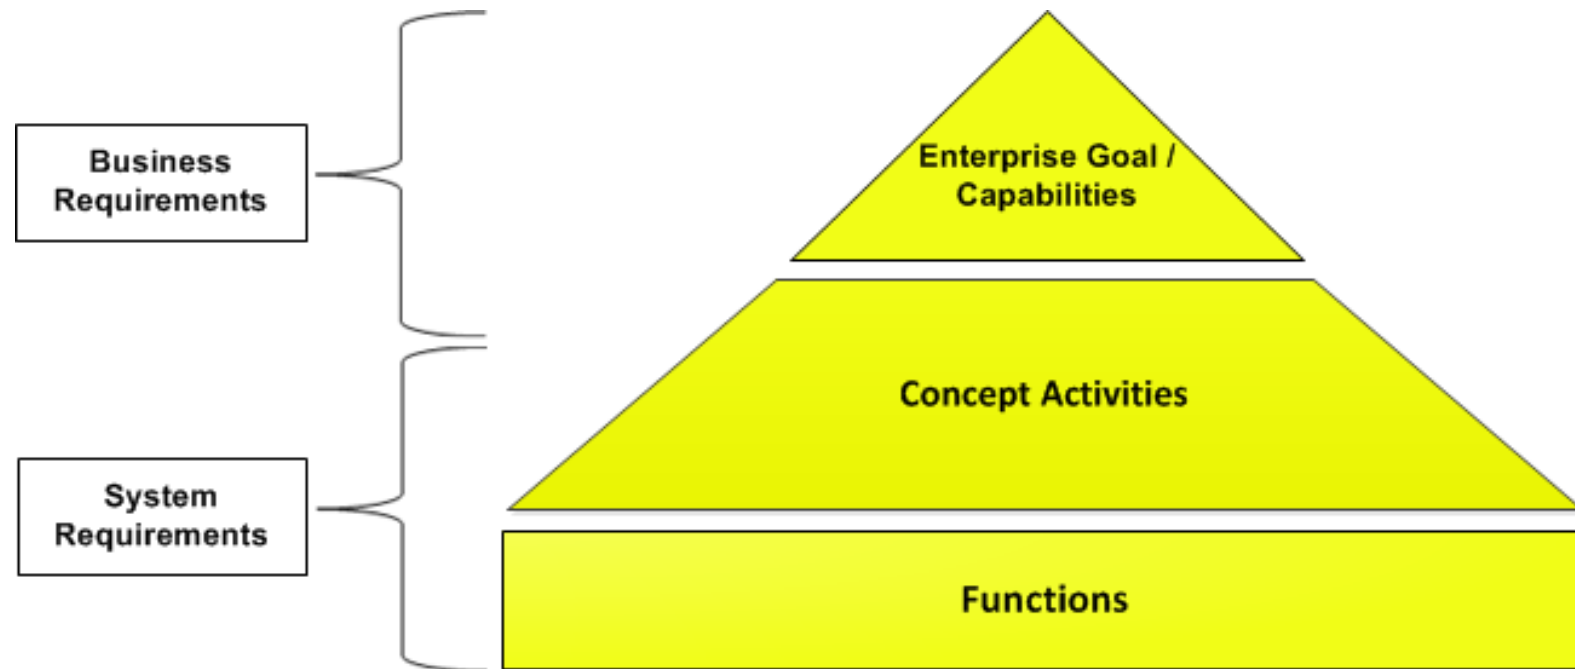 Business
Requirements
Enterprise Goal /
Capabilities
Concept Activities
System
Requirements
Functions